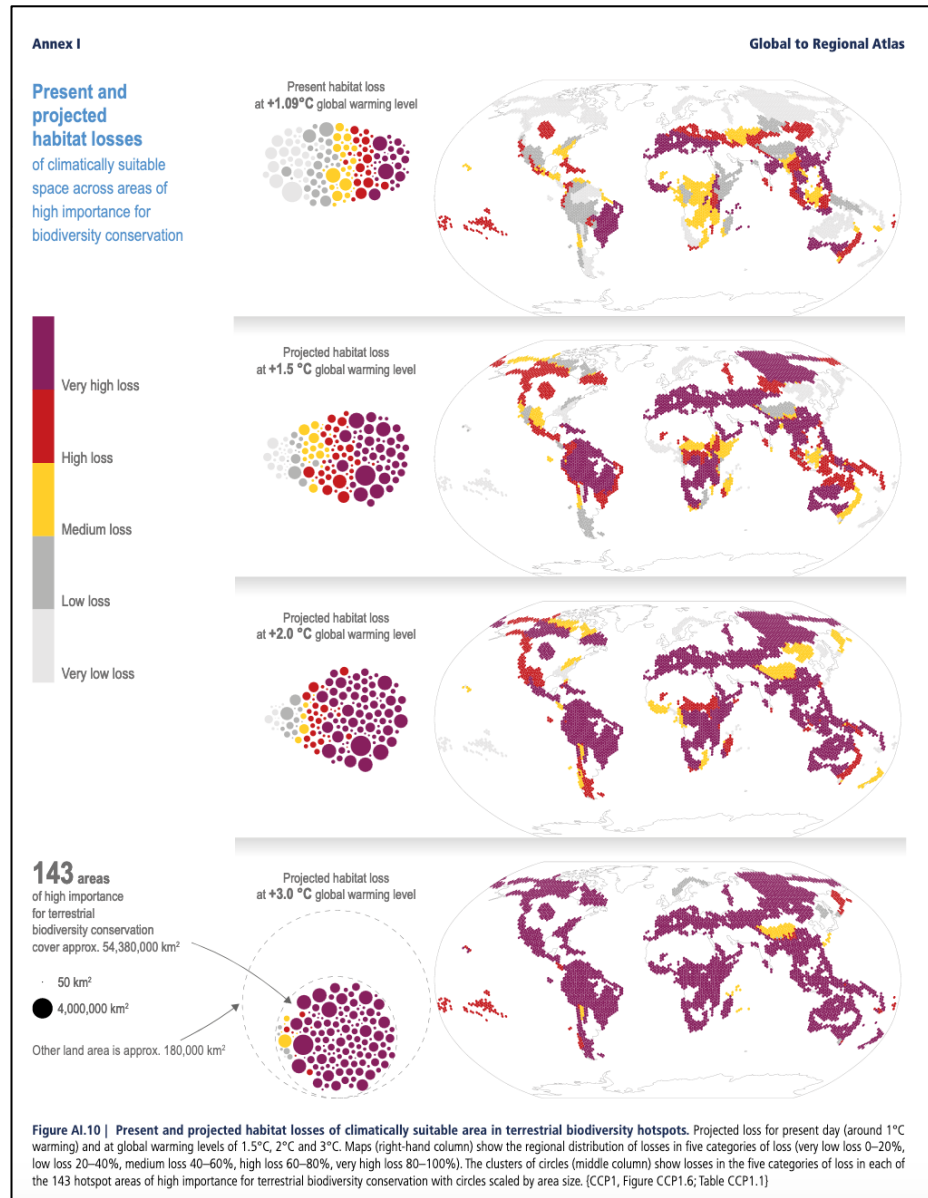 Annex I
Global to Regional Atlas
Present and
projected
habitat losses
of climatically suitable
space across areas of
high importance for
biodiversity conservation
Present habitat loss
at +1.09°C global warming level
Very high loss
High loss
Medium loss
Low loss
Very low loss
Projected habitat loss
at +1.5 °C global warming level
Projected habitat loss
at +2.0 °C global warming level
143 areas
of high importance
for terrestrial
biodiversity conservation
cover approx. 54,380,000 km²
50 km²
4,000,000 km²
Other land area is approx. 180,000 km²
Projected habitat loss
at +3.0 °C global warming level
Figure AI.10 | Present and projected habitat losses of climatically suitable area in terrestrial biodiversity hotspots. Projected loss for present day (around 1°C
warming) and at global warming levels of 1.5°C, 2°C and 3°C. Maps (right-hand column) show the regional distribution of losses in five categories of loss (very low loss 0–20%,
low loss 20–40%, medium loss 40–60%, high loss 60–80%, very high loss 80–100%). The clusters of circles (middle column) show losses in the five categories of loss in each of
the 143 hotspot areas of high importance for terrestrial biodiversity conservation with circles scaled by area size. {CCP1, Figure CCP1.6; Table CCP1.1}